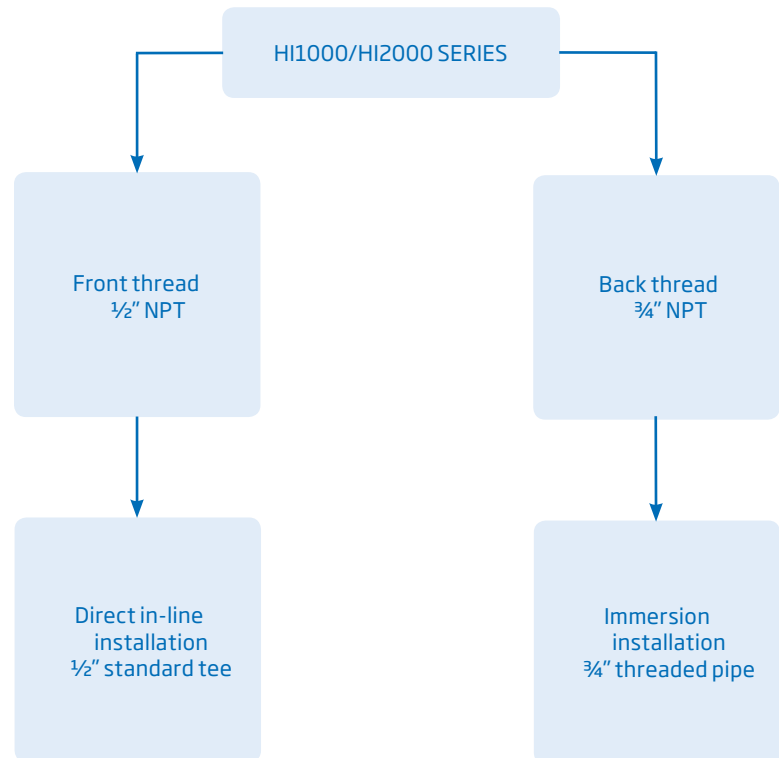 HI1000/HI2000 SERIES
Front thread
½” NPT
Back thread
¾” NPT
Direct in-line
installation
½” standard tee
Immersion
installation
¾” threaded pipe